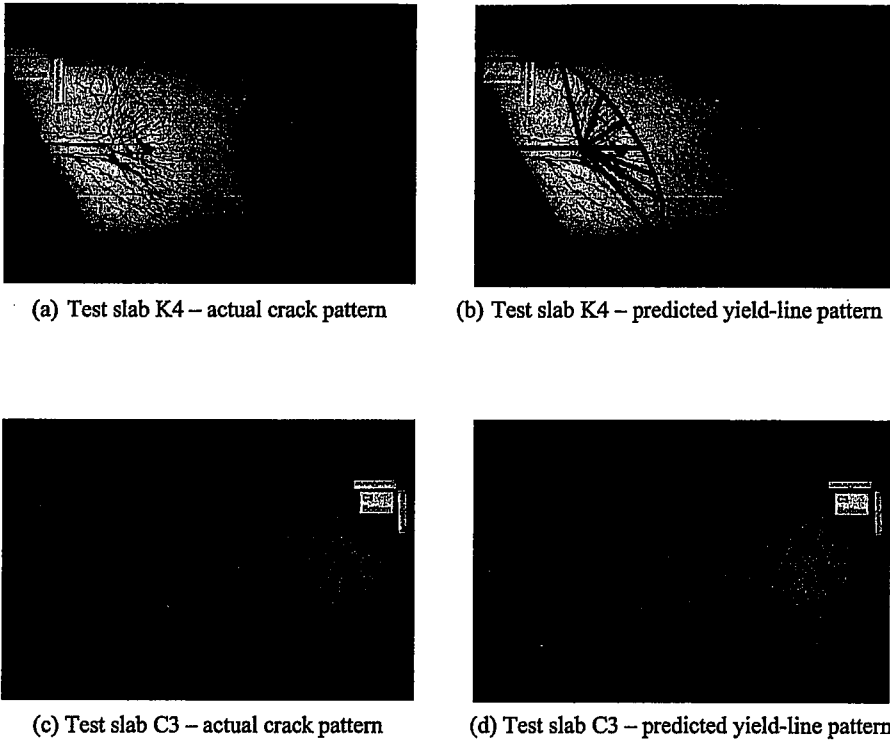 (a) Test slab K4 – actual crack pattern
(b) Test slab K4 – predicted yield-line pattern
(c) Test slab C3 – actual crack pattern
(d) Test slab C3 – predicted yield-line pattern